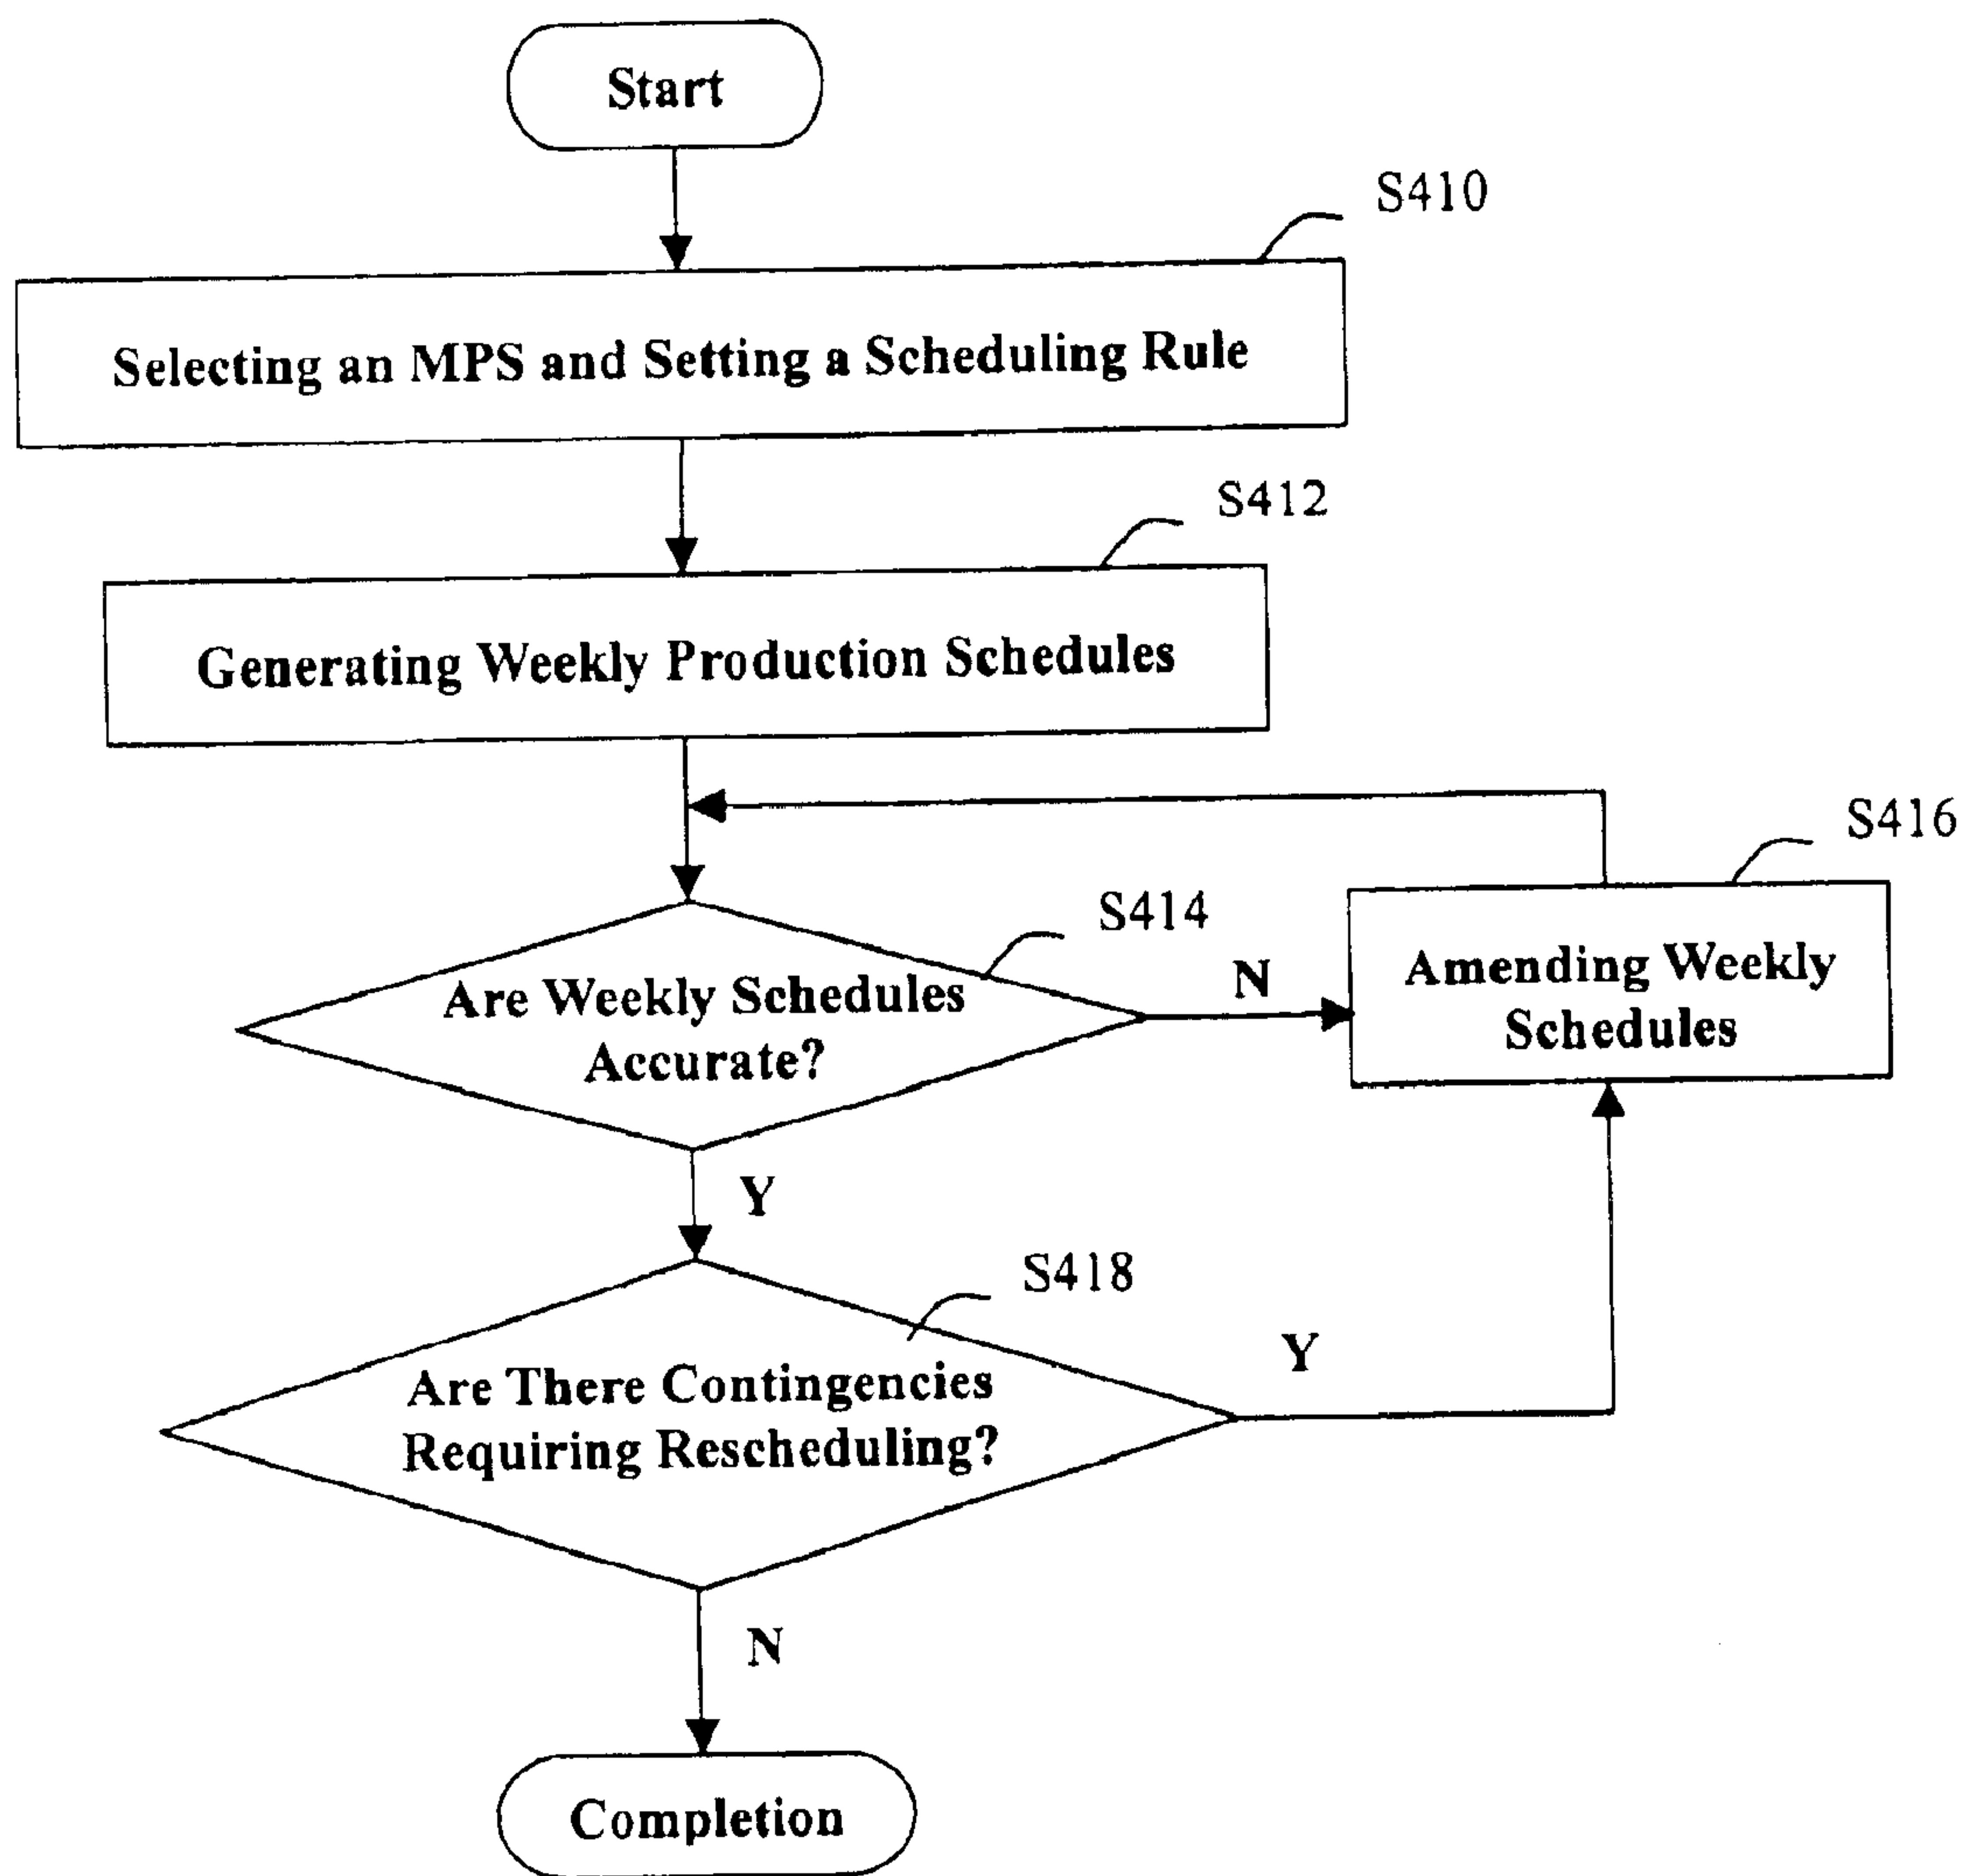 Start
S410
Selecting an MPS and Setting a Scheduling Rule
S412
Generating Weekly Production Schedules
S416
S414
Are Weekly Schedules
Accurate?
N
Amending Weekly
Schedules
Y
S418
Are There Contingencies
Requiring Rescheduling?
Y
N
Completion